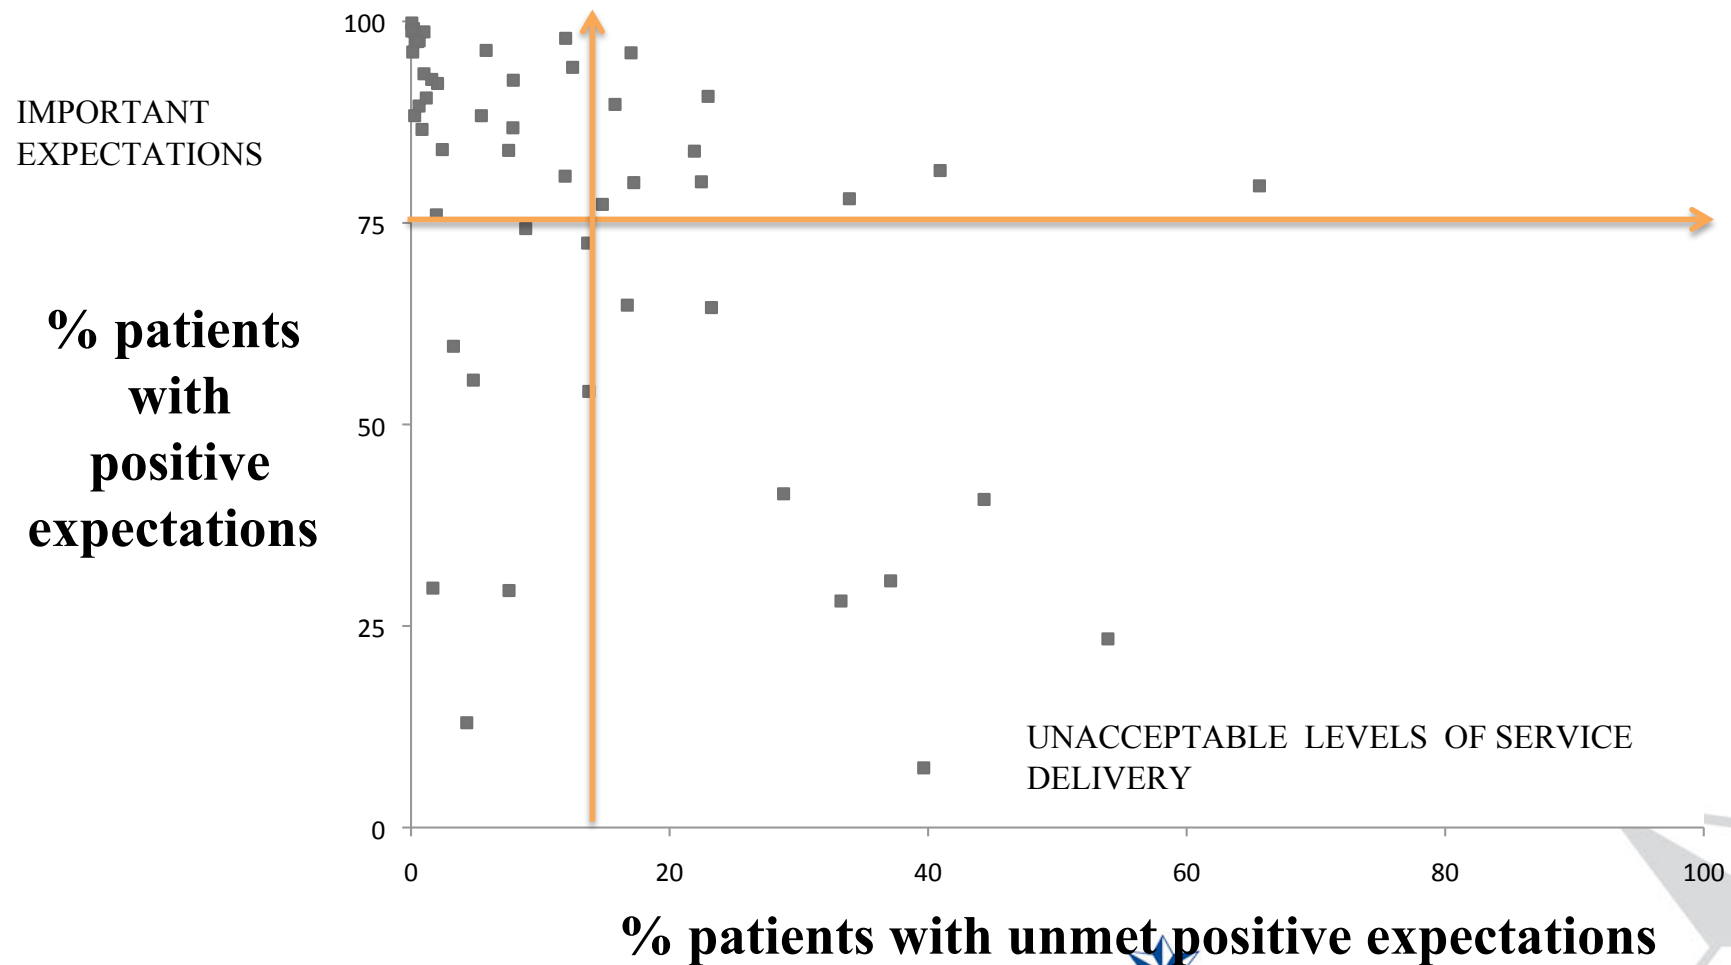 100
IMPORTANT
EXPECTATIONS
75
% patients
with
positive
expectations
50
25
UNACCEPTABLE LEVELS OF SERVICE
DELIVERY
0
0 20 40 60 80 100
% patients with unmet positive expectations